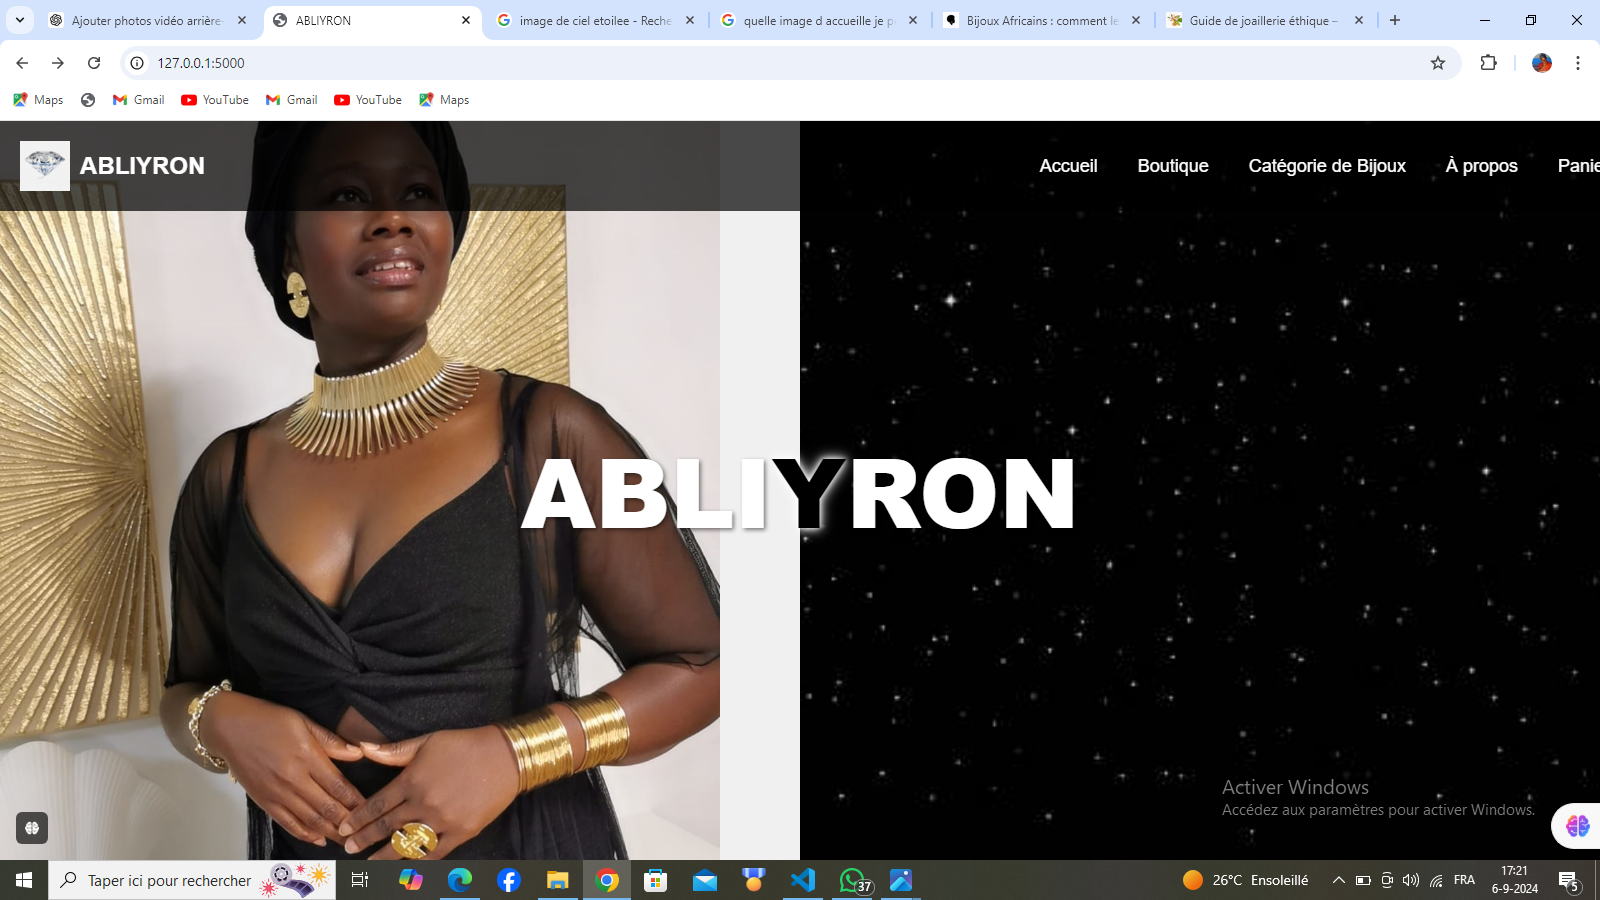 Ajouter photos vidéo arrière-
ABLIYRON
image de ciel etoilee - Reche
quelle image d accueille je p
Bijoux Africains : comment le
Guide de joaillerie éthique –
127.0.0.1:5000
Maps
Gmail
YouTube
Gmail
YouTube
Maps
ABLIYRON
Accueil
Boutique
Catégorie de Bijoux
À propos
Panie
ABLIYRON
Activer Windows
Accédez aux paramètres pour activer Windows.
Taper ici pour rechercher
37
26°C Ensoleillé
FRA
17:21
6-9-2024
5